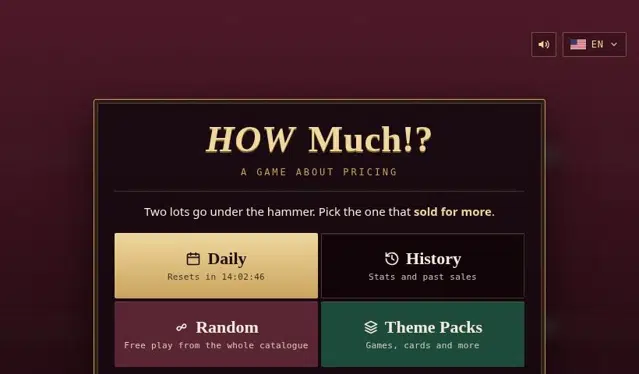 EN
HOW Much!?
A GAME ABOUT PRICING
Two lots go under the hammer. Pick the one that sold for more.
Daily
Resets in 14:02:46
History
Stats and past sales
Random
Free play from the whole catalogue
Theme Packs
Games, cards and more